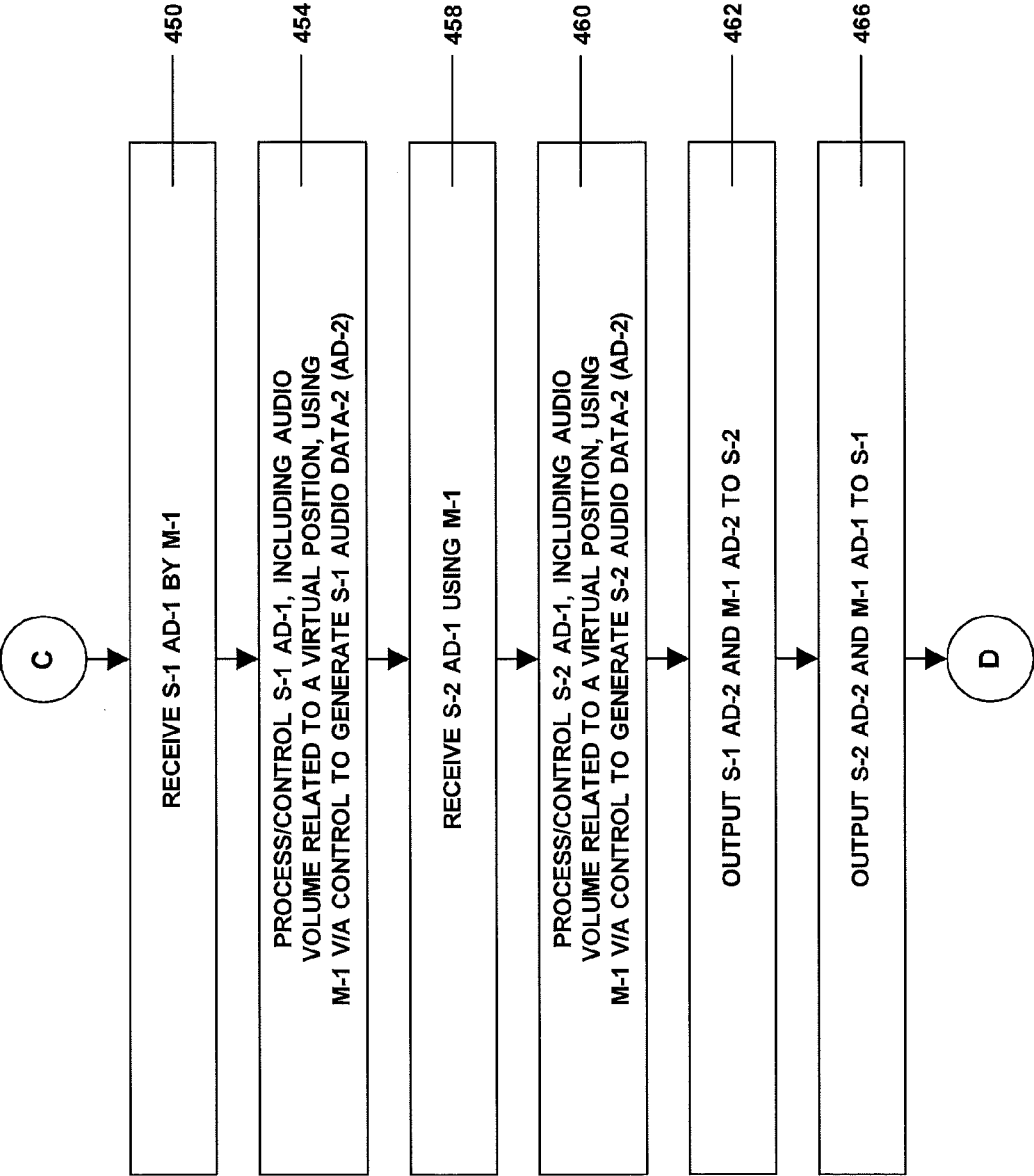 C
RECEIVE S-1 AD-1 BY M-1
450
PROCESS/CONTROL S-1 AD-1, INCLUDING AUDIO
VOLUME RELATED TO A VIRTUAL POSITION, USING
M-1 V/A CONTROL TO GENERATE S-1 AUDIO DATA-2 (AD-2)
454
RECEIVE S-2 AD-1 USING M-1
458
PROCESS/CONTROL S-2 AD-1, INCLUDING AUDIO
VOLUME RELATED TO A VIRTUAL POSITION, USING
M-1 V/A CONTROL TO GENERATE S-2 AUDIO DATA-2 (AD-2)
460
OUTPUT S-1 AD-2 AND M-1 AD-2 TO S-2
462
OUTPUT S-2 AD-2 AND M-1 AD-1 TO S-1
466
D